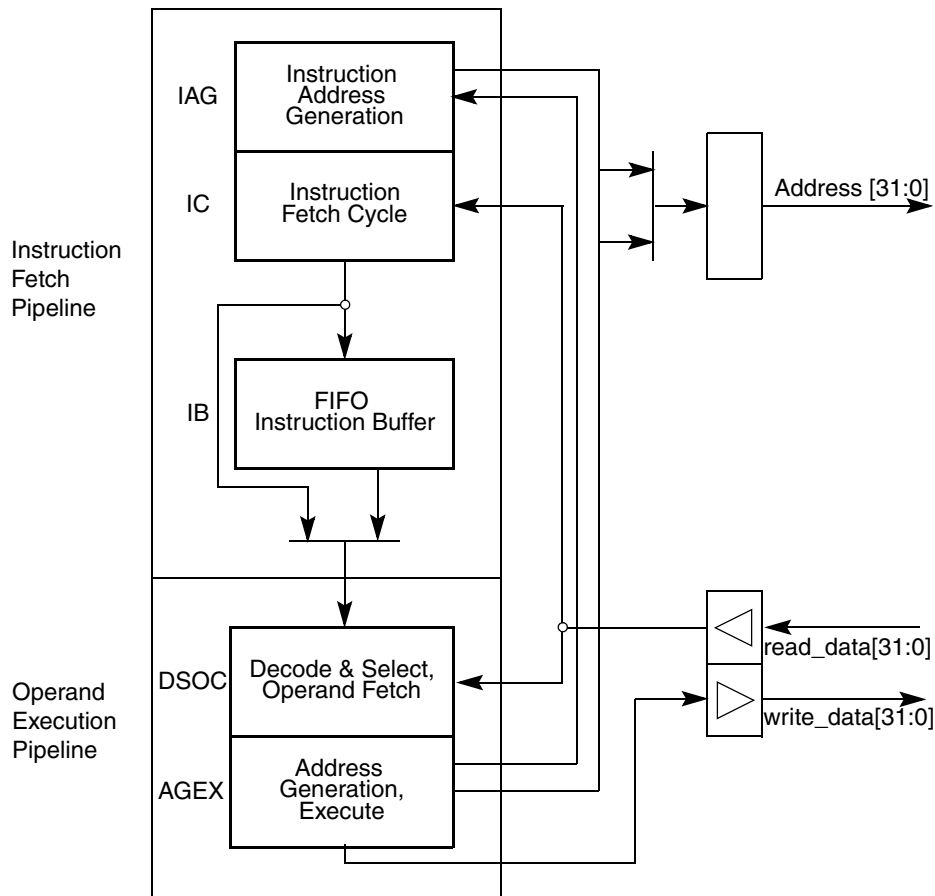 IAG
Instruction
Address
Generation
IC
Instruction
Fetch Cycle
Address [31:0]
Instruction
Fetch
Pipeline
IB
FIFO
Instruction Buffer
DSOC
Decode & Select,
Operand Fetch
read_data[31:0]
write_data[31:0]
Operand
Execution
Pipeline
AGEX
Address
Generation,
Execute